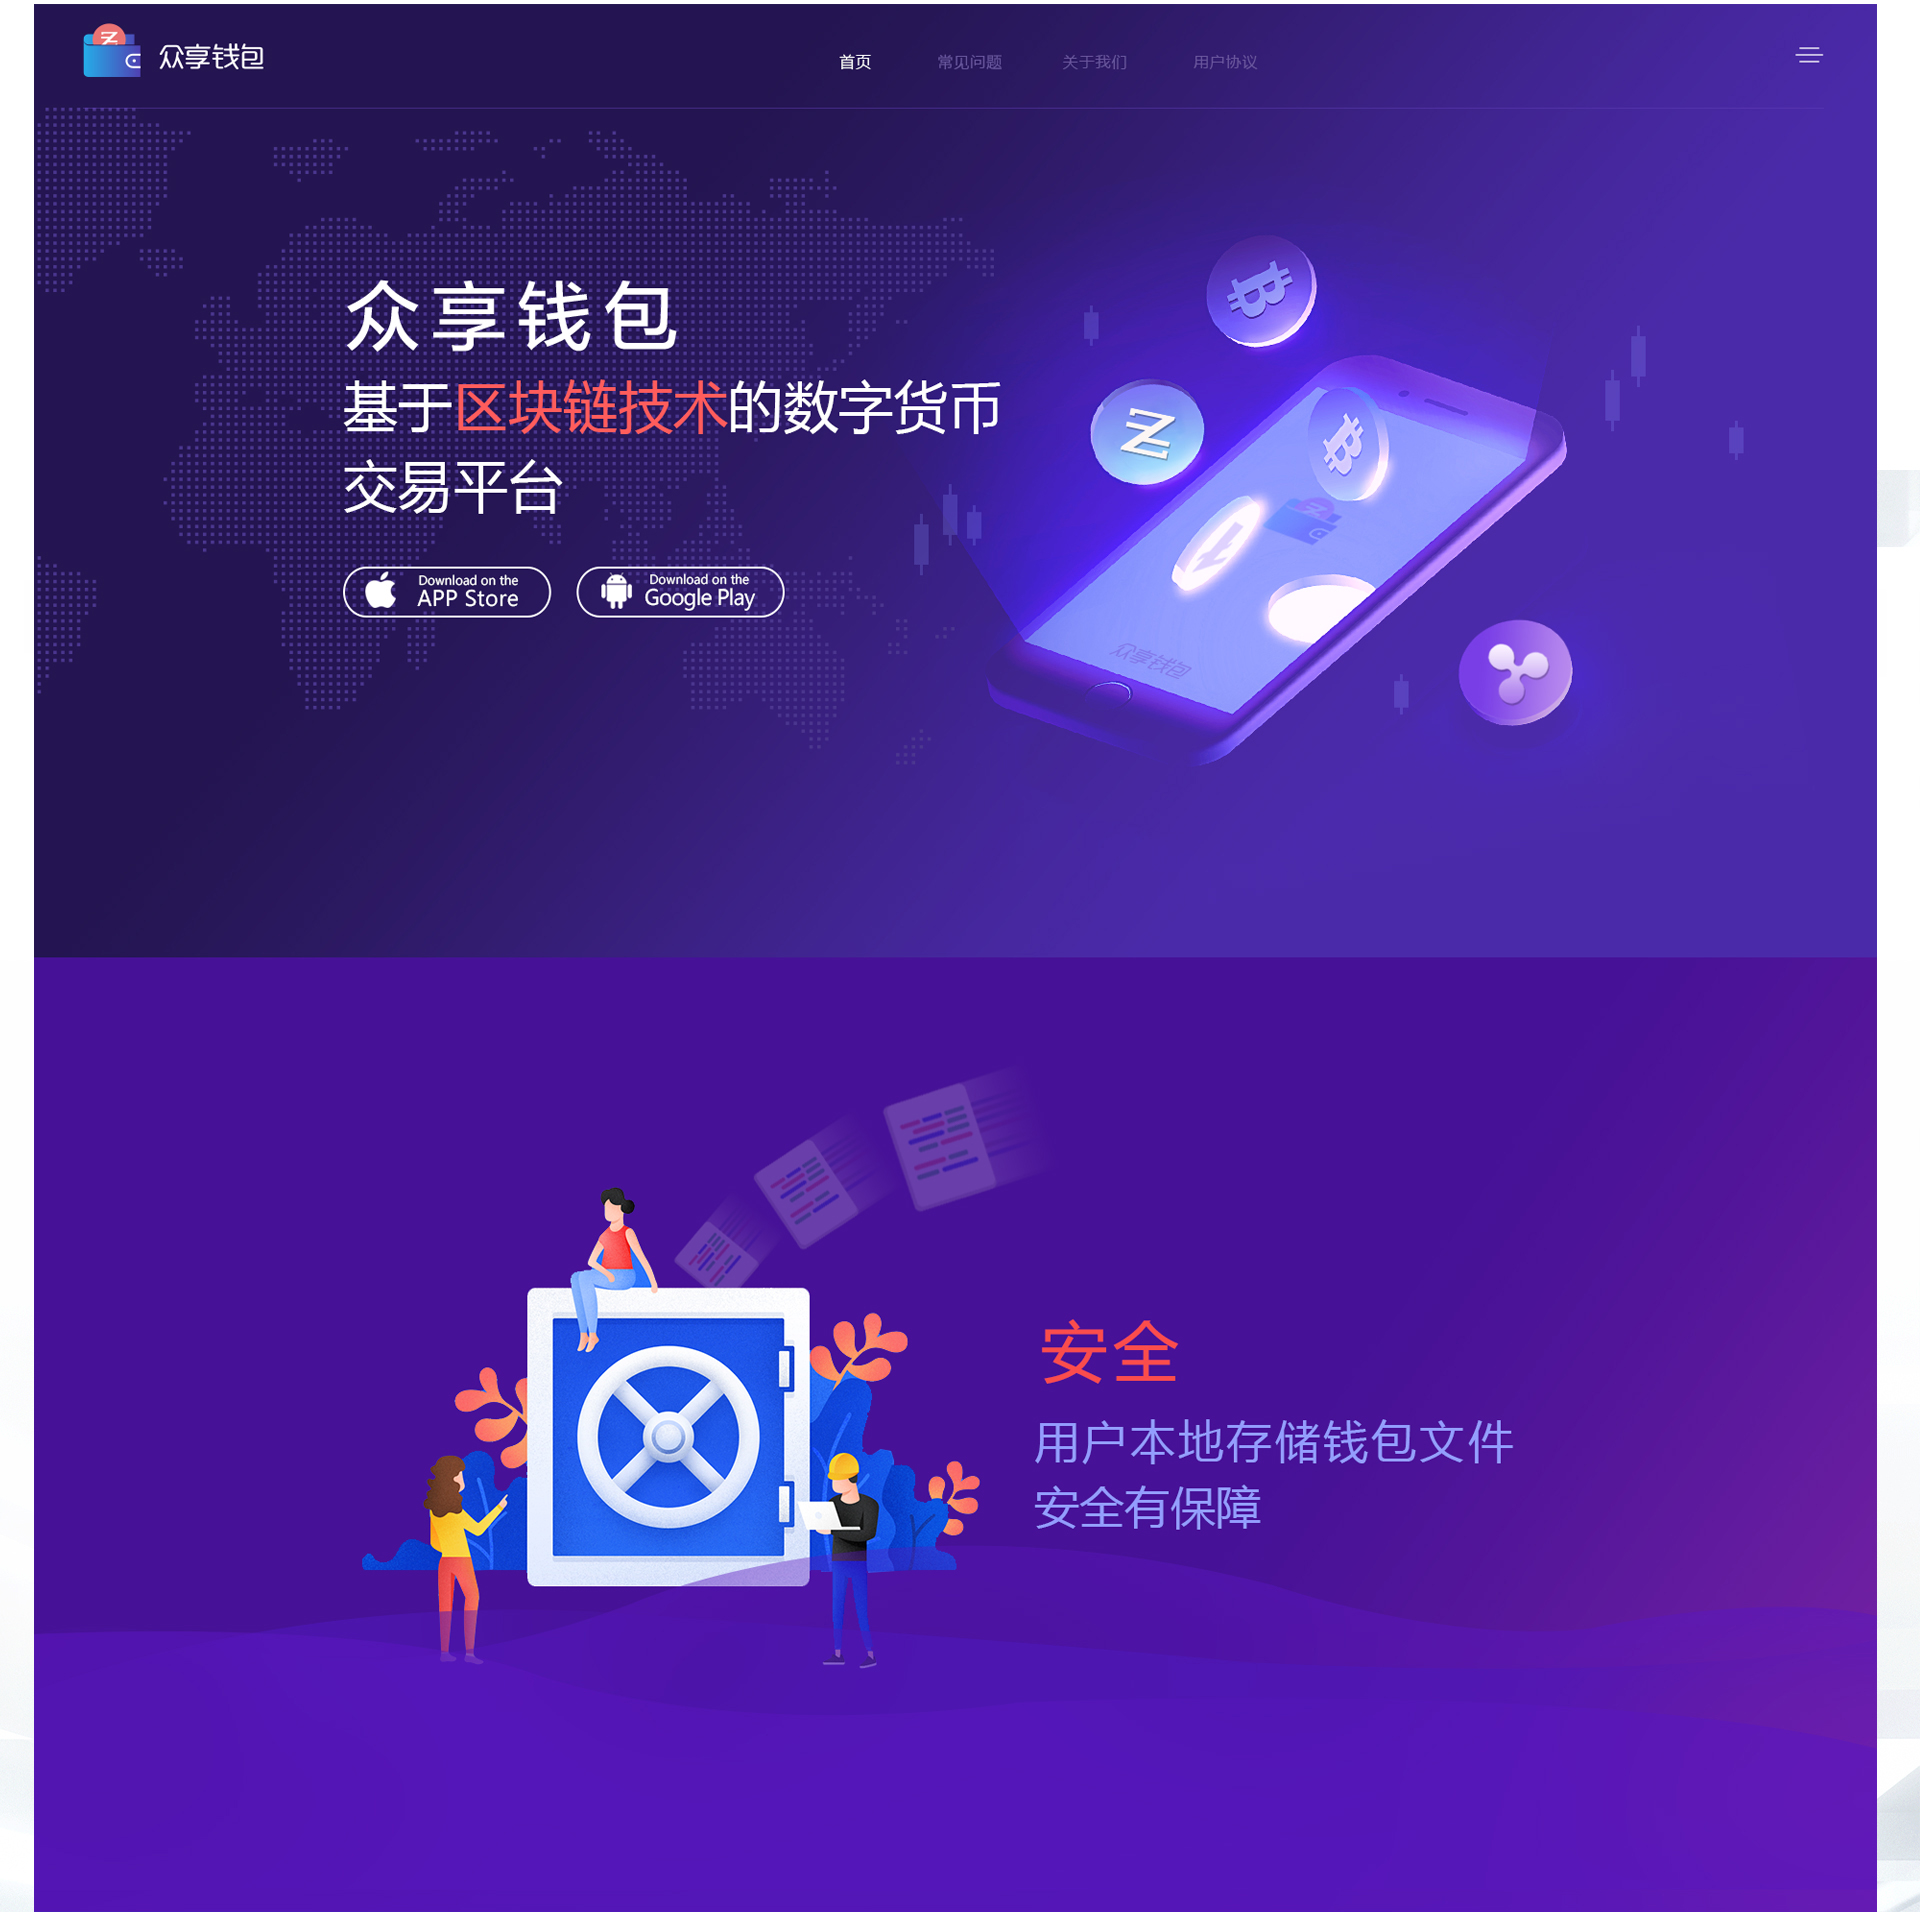 众享钱包
首页 常见问题 关于我们 用户协议
众享钱包
基于区块链技术的数字货币
交易平台
Download on the
APP Store
Download on the
Google Play
众享钱包
安全
用户本地存储钱包文件
安全有保障